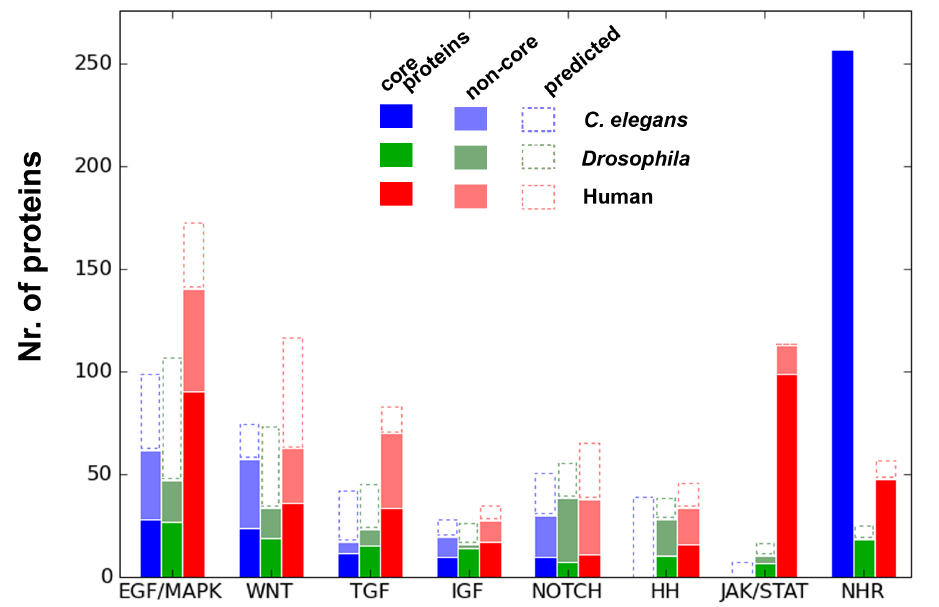 Nr. of proteins
250
200
150
100
50
0
core proteins
non-core
predicted
C. elegans
Drosophila
Human
EGF/MAPK WNT TGF IGF NOTCH HH JAK/STAT NHR